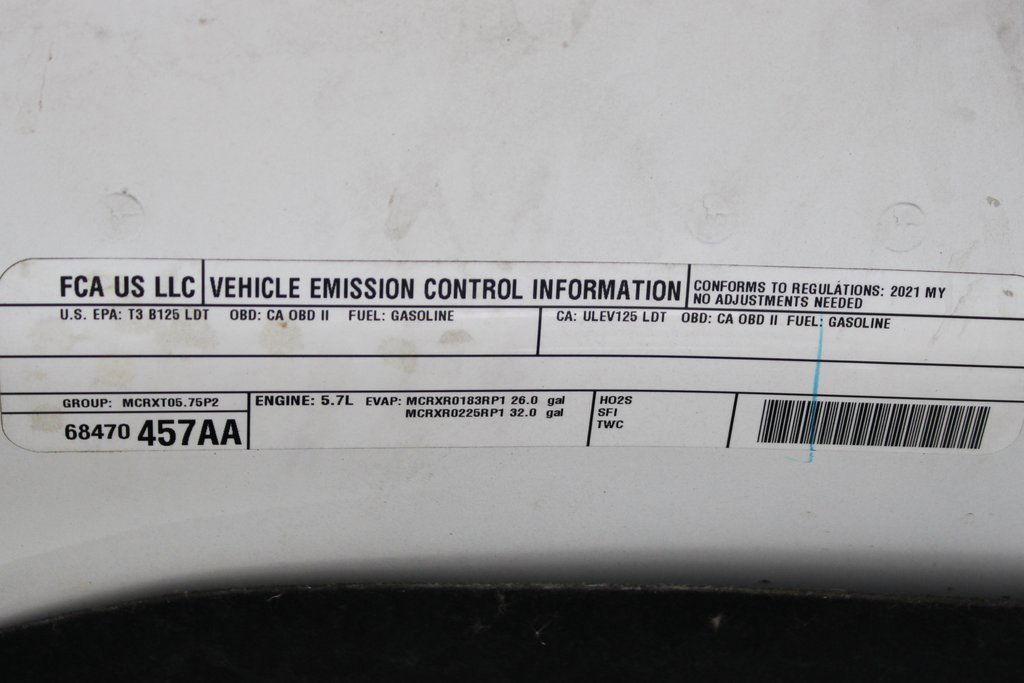 FCA US LLC
VEHICLE EMISSION CONTROL INFORMATION
CONFORMS TO REGULATIONS: 2021 MY
NO ADJUSTMENTS NEEDED
U.S. EPA: T3 B125 LDT OBD: CA OBD II FUEL: GASOLINE
CA: ULEV125 LDT OBD: CA OBD II FUEL: GASOLINE
GROUP: MCRXT05.75P2
68470 457AA
ENGINE: 5.7L EVAP: MCRXR0183RP1 26.0 gal
MCRXR0225RP1 32.0 gal
HO2S
SFI
TWC